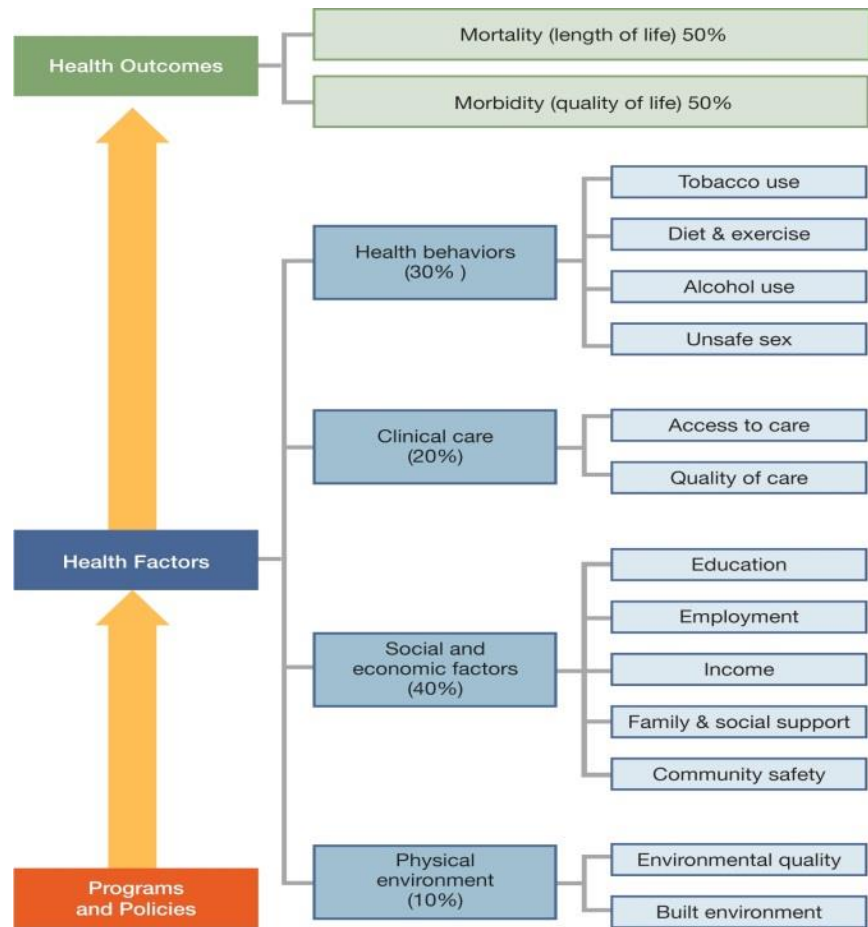 Health Outcomes
Mortality (length of life) 50%
Morbidity (quality of life) 50%
Health Factors
Health behaviors
(30% )
Tobacco use
Diet & exercise
Alcohol use
Unsafe sex
Clinical care
(20%)
Access to care
Quality of care
Social and
economic factors
(40%)
Education
Employment
Income
Family & social support
Community safety
Physical
environment
(10%)
Environmental quality
Built environment
Programs
and Policies